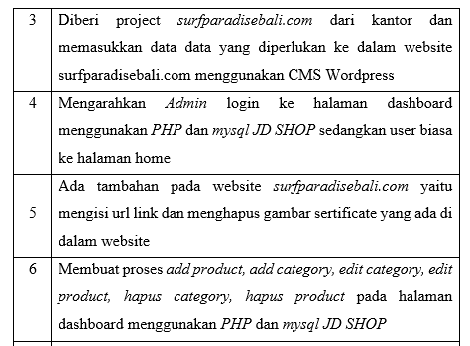 3 Diberi project surfparadisebali.com dari kantor dan
memasukkan data data yang diperlukan ke dalam website
surfparadisebali.com menggunakan CMS Wordpress
4 Mengarahkan Admin login ke halaman dashboard
menggunakan PHP dan mysql JD SHOP sedangkan user biasa
ke halaman home
Ada tambahan pada website surfparadisebali.com yaitu
5 mengisi url link dan menghapus gambar sertificate yang ada di
dalam website
6 Membuat proses add product, add category, edit category, edit
product, hapus category, hapus product pada halaman
dashboard menggunakan PHP dan mysql JD SHOP